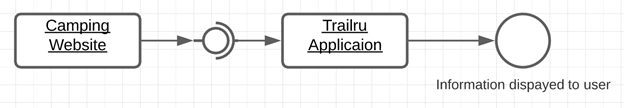 Camping
Website
Trailru
Applicaion
Information dispayed to user